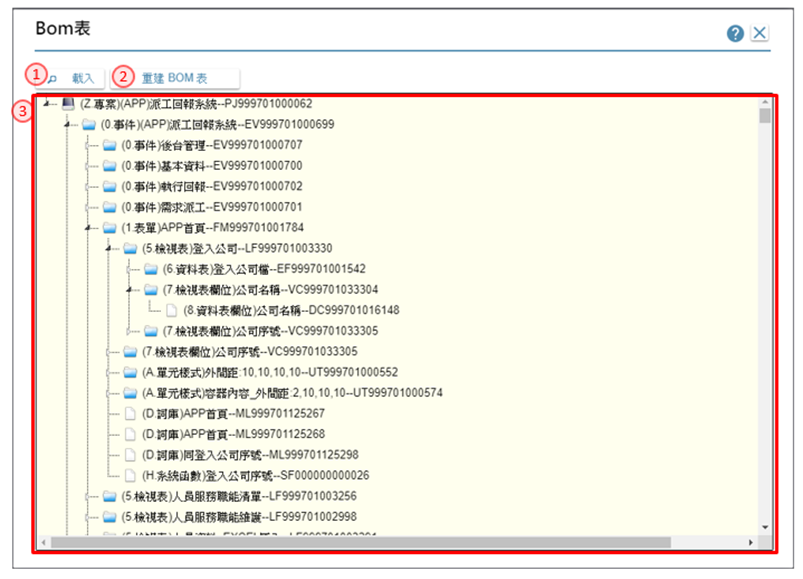 Bom表
?
1 載入 2 重建 BOM 表
3
(Z.專案)(APP)派工回報系統--PJ999701000062
(0.事件)(APP)派工回報系統--EV999701000699
(0.事件)後台管理--EV999701000707
(0.事件)基本資料--EV999701000700
(0.事件)執行回報--EV999701000702
(0.事件)需求派工--EV999701000701
(1.表單)APP首頁--FM999701001784
(5.檢視表)登入公司--LF999701003330
(6.資料表)登入公司檔--EF999701001542
(7.檢視表欄位)公司名稱--VC999701033304
(8.資料表欄位)公司名稱--DC999701016148
(7.檢視表欄位)公司序號--VC999701033305
(7.檢視表欄位)公司序號--VC999701033305
(A.單元樣式)外間距:10,10,10,10--UT999701000552
(A.單元樣式)容器內容_外間距:2,10,10,10--UT999701000574
(D.詞庫)APP首頁--ML999701125267
(D.詞庫)APP首頁--ML999701125268
(D.詞庫)同登入公司序號--ML999701125298
(H.系統函數)登入公司序號--SF000000000026
(5.檢視表)人員服務職能清單--LF999701003256
(5.檢視表)人員服務職能維護--LF999701002998